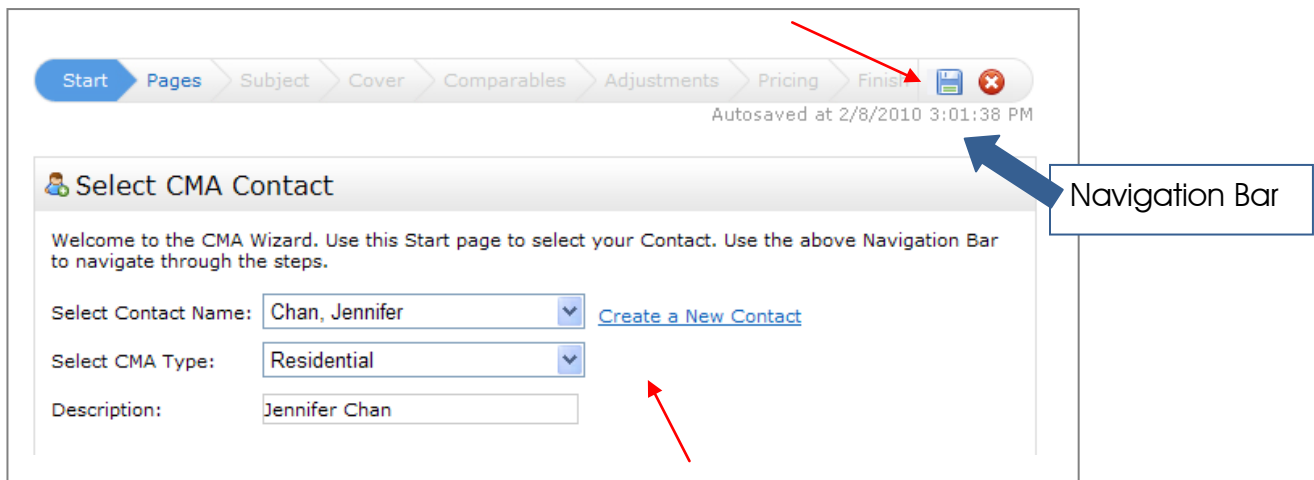 Start Pages Subject Cover Comparables Adjustments Pricing Finish
Autosaved at 2/8/2010 3:01:38 PM
Navigation Bar
Select CMA Contact
Welcome to the CMA Wizard. Use this Start page to select your Contact. Use the above Navigation Bar
to navigate through the steps.
Select Contact Name: Chan, Jennifer Create a New Contact
Select CMA Type: Residential
Description: Jennifer Chan